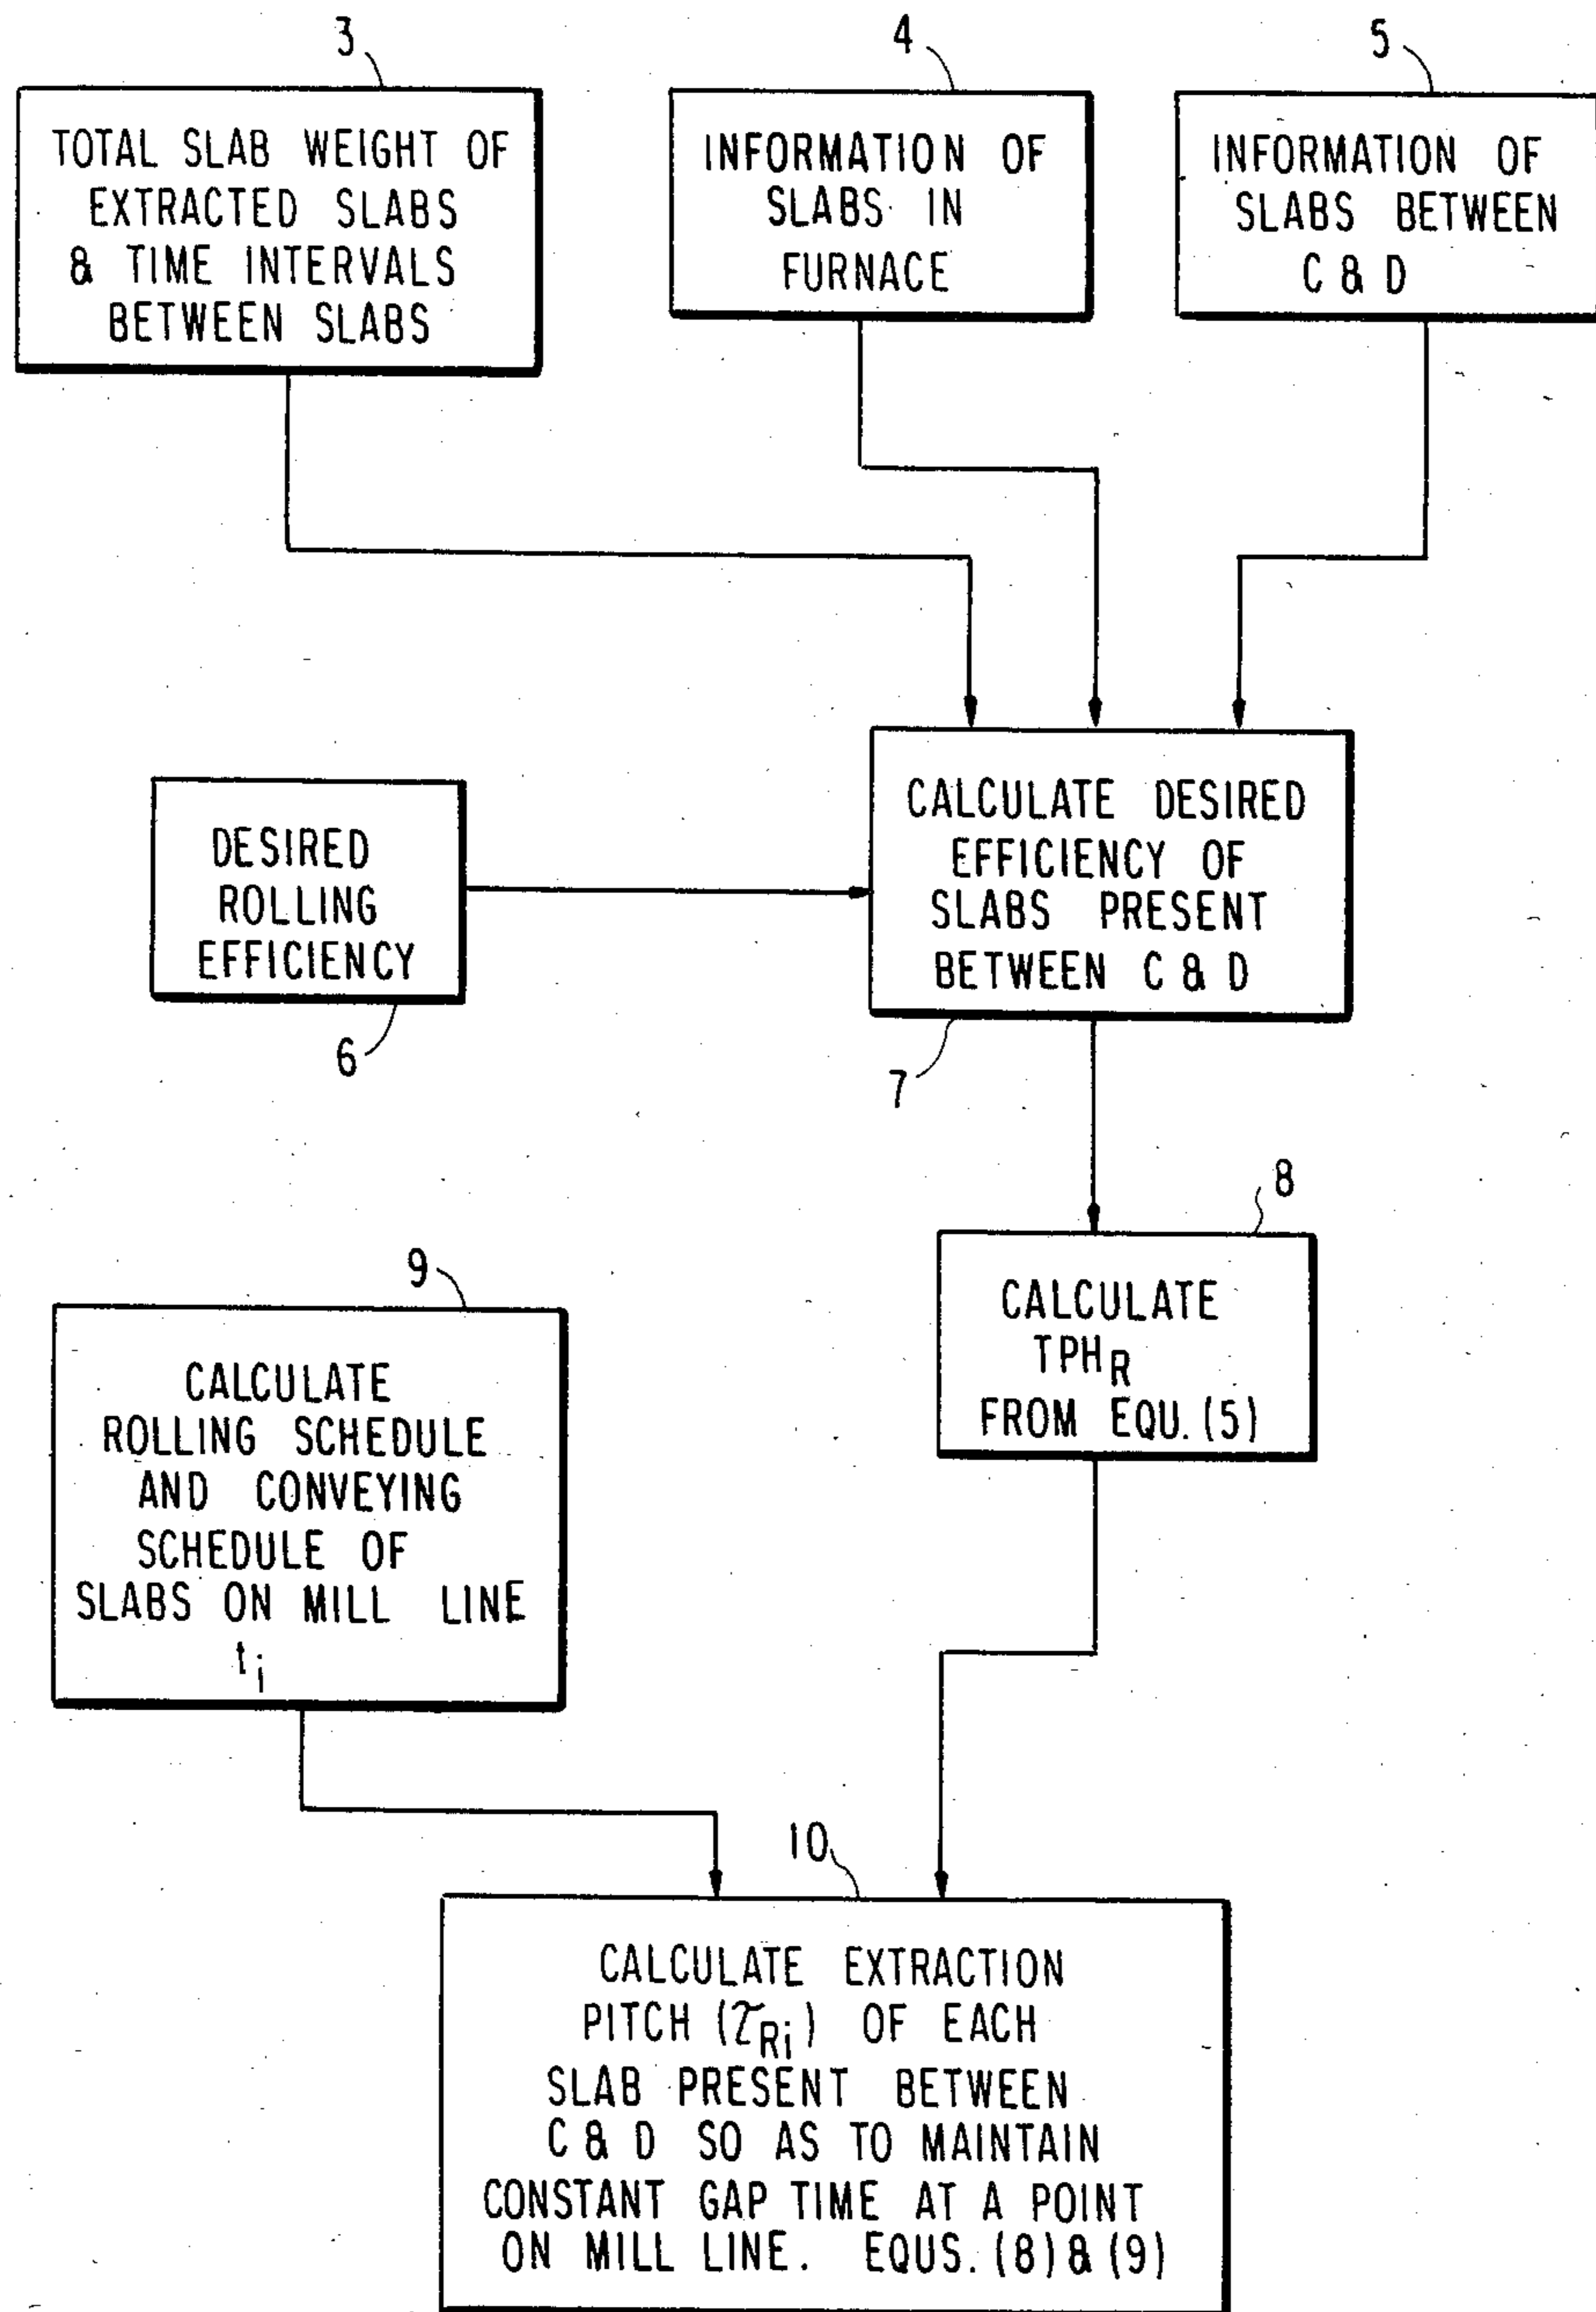 3
TOTAL SLAB WEIGHT OF
EXTRACTED SLABS
& TIME INTERVALS
BETWEEN SLABS
4
INFORMATION OF
SLABS IN
FURNACE
5
INFORMATION OF
SLABS BETWEEN
C & D
DESIRED
ROLLING
EFFICIENCY
6
CALCULATE DESIRED
EFFICIENCY OF
SLABS PRESENT
BETWEEN C & D
7
8
CALCULATE
TPHR
FROM EQU. (5)
9
CALCULATE
ROLLING SCHEDULE
AND CONVEYING
SCHEDULE OF
SLABS ON MILL LINE
ti
10
CALCULATE EXTRACTION
PITCH (τRi) OF EACH
SLAB PRESENT BETWEEN
C & D SO AS TO MAINTAIN
CONSTANT GAP TIME AT A POINT
ON MILL LINE. EQUS. (8) & (9)